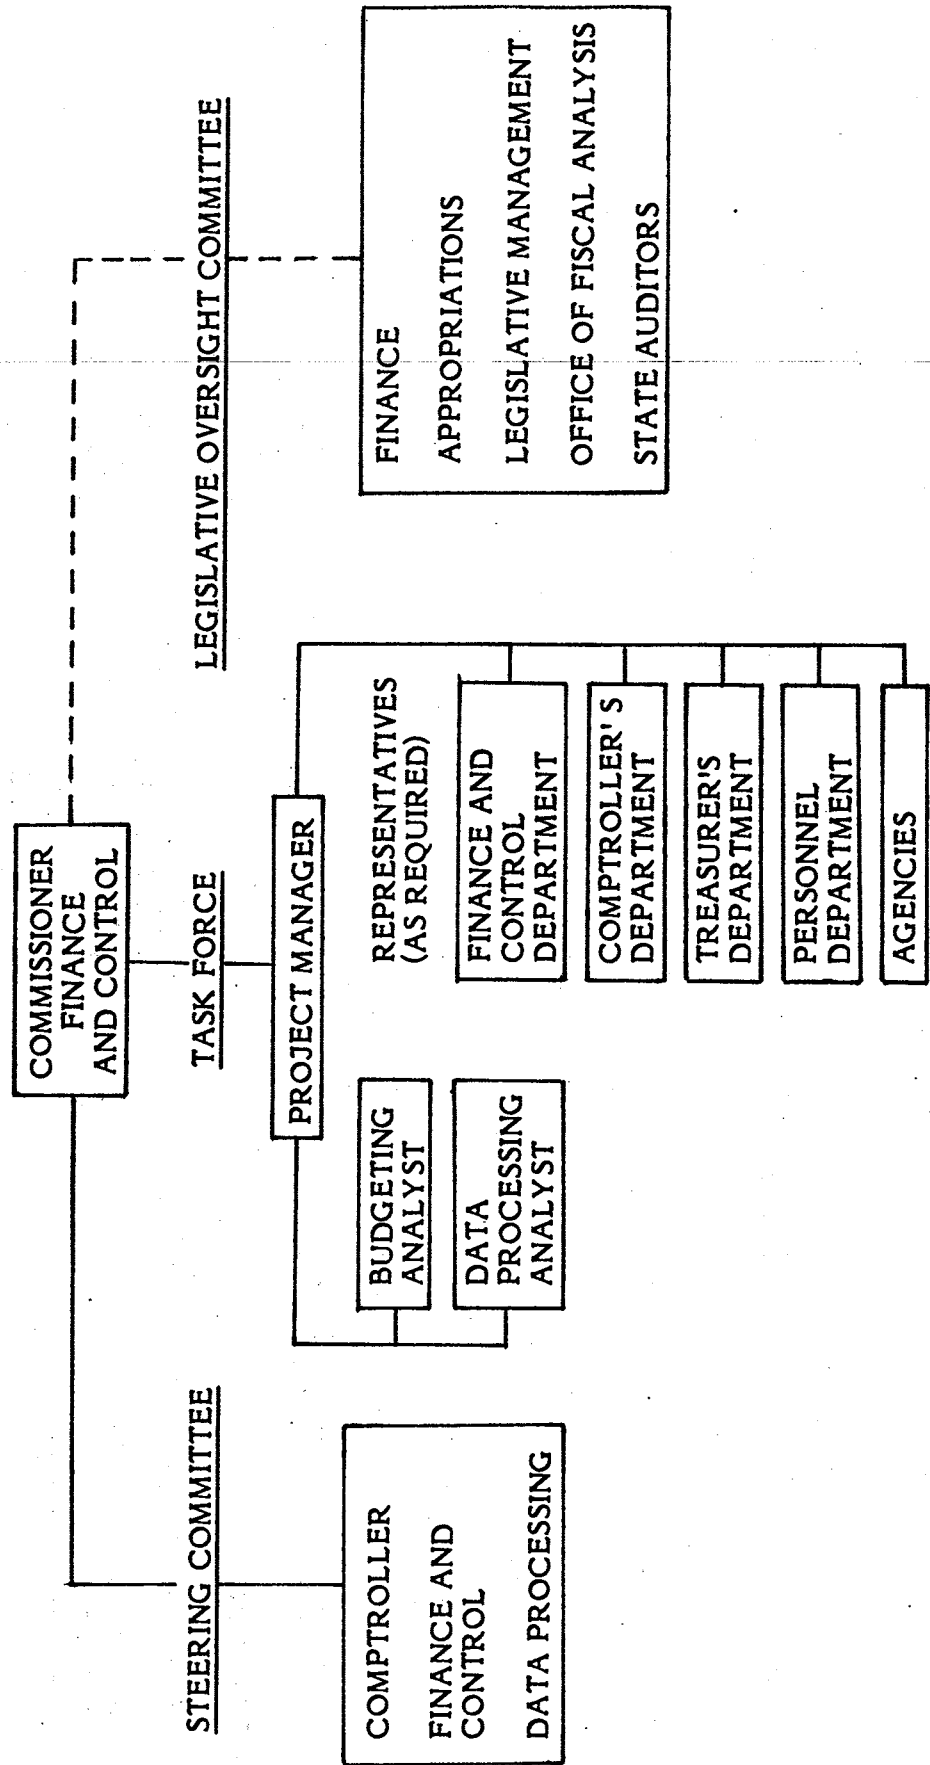 COMMISSIONER
FINANCE
AND CONTROL
STEERING COMMITTEE
COMPTROLLER
FINANCE AND
CONTROL
DATA PROCESSING
TASK FORCE
PROJECT MANAGER
BUDGETING
ANALYST
DATA
PROCESSING
ANALYST
REPRESENTATIVES
(AS REQUIRED)
FINANCE AND
CONTROL
DEPARTMENT
COMPTROLLER'S
DEPARTMENT
TREASURER'S
DEPARTMENT
PERSONNEL
DEPARTMENT
AGENCIES
LEGISLATIVE OVERSIGHT COMMITTEE
FINANCE
APPROPRIATIONS
LEGISLATIVE MANAGEMENT
OFFICE OF FISCAL ANALYSIS
STATE AUDITORS